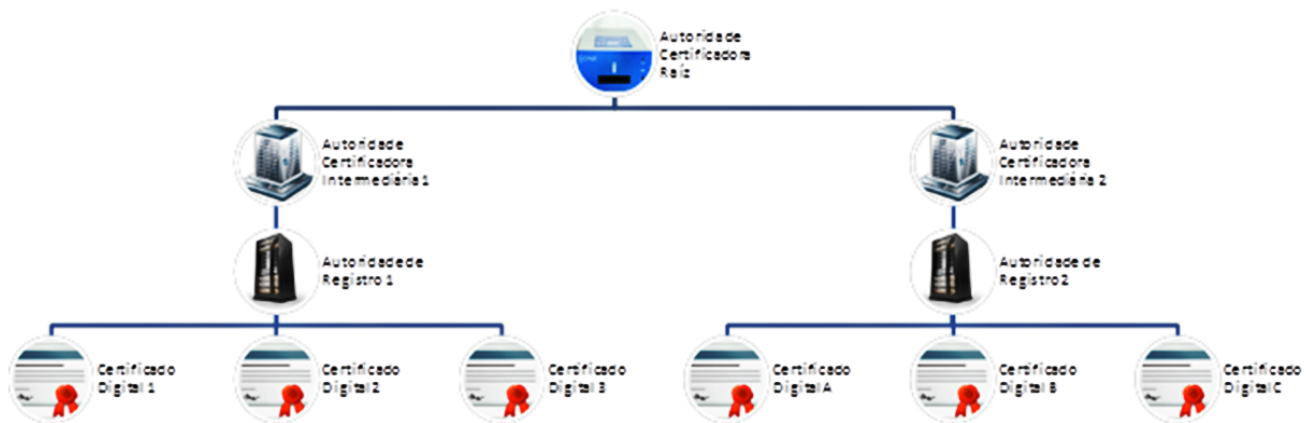 Autoridade
Certificadora
Raíz
Autoridade
Certificadora
Intermediária 1
Autoridade
Certificadora
Intermediária 2
Autoridade de
Registro 1
Autoridade de
Registro 2
Certificado
Digital 1
Certificado
Digital 2
Certificado
Digital 3
Certificado
Digital A
Certificado
Digital B
Certificado
Digital C